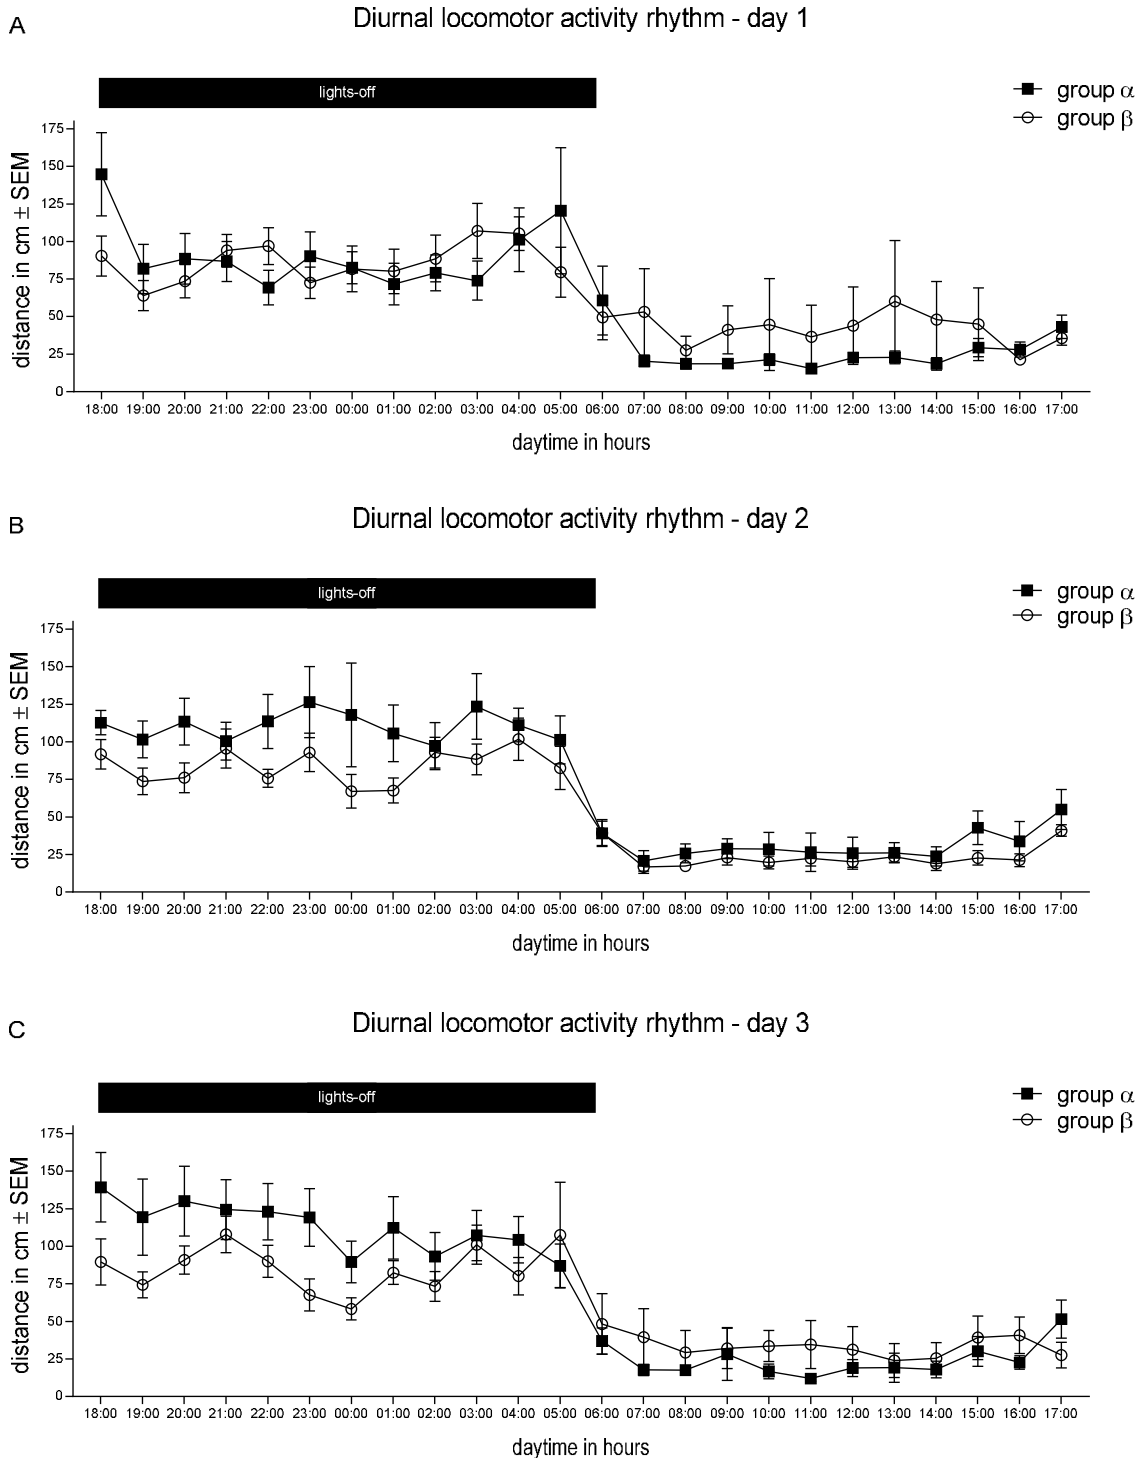 A
Diurnal locomotor activity rhythm - day 1
lights-off
group α
group β
distance in cm ± SEM
175
150
125
100
75
50
25
0
18:00 19:00 20:00 21:00 22:00 23:00 00:00 01:00 02:00 03:00 04:00 05:00 06:00 07:00 08:00 09:00 10:00 11:00 12:00 13:00 14:00 15:00 16:00 17:00
daytime in hours
B
Diurnal locomotor activity rhythm - day 2
lights-off
group α
group β
distance in cm ± SEM
175
150
125
100
75
50
25
0
18:00 19:00 20:00 21:00 22:00 23:00 00:00 01:00 02:00 03:00 04:00 05:00 06:00 07:00 08:00 09:00 10:00 11:00 12:00 13:00 14:00 15:00 16:00 17:00
daytime in hours
C
Diurnal locomotor activity rhythm - day 3
lights-off
group α
group β
distance in cm ± SEM
175
150
125
100
75
50
25
0
18:00 19:00 20:00 21:00 22:00 23:00 00:00 01:00 02:00 03:00 04:00 05:00 06:00 07:00 08:00 09:00 10:00 11:00 12:00 13:00 14:00 15:00 16:00 17:00
daytime in hours